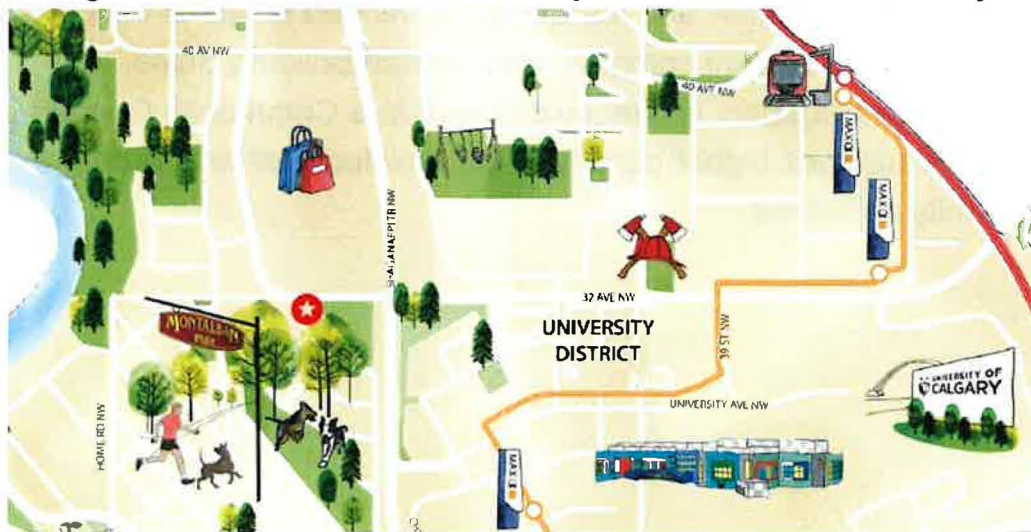 40 AV NW
40 AVE NW
MAX
MAX
SHAGANAPPI TR NW
32 AVE NW
MONTALBAN
PARK
UNIVERSITY
DISTRICT
39 ST NW
UNIVERSITY OF
CALGARY
UNIVERSITY AVE NW
HOME RD NW
MAX